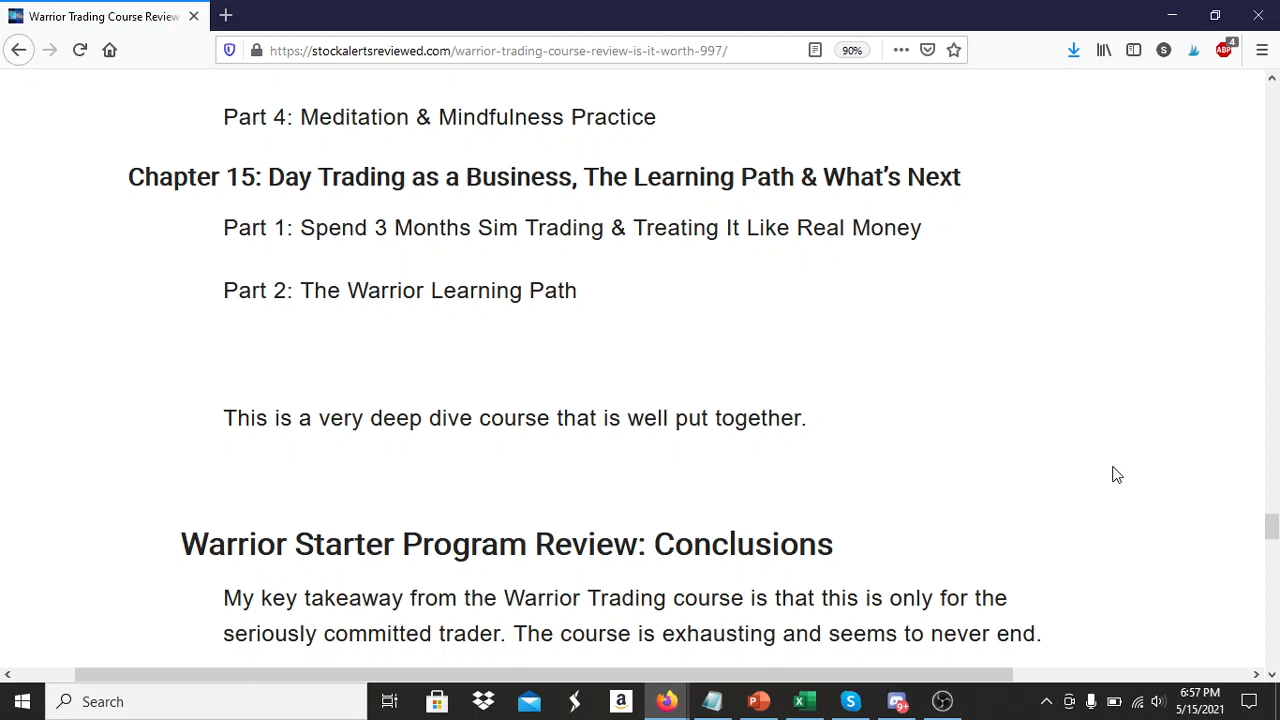 Warrior Trading Course Review
https://stockalertsreviewed.com/warrior-trading-course-review-is-it-worth-997/
90%
S
ABP
4
Part 4: Meditation & Mindfulness Practice
Chapter 15: Day Trading as a Business, The Learning Path & What's Next
Part 1: Spend 3 Months Sim Trading & Treating It Like Real Money
Part 2: The Warrior Learning Path
This is a very deep dive course that is well put together.
Warrior Starter Program Review: Conclusions
My key takeaway from the Warrior Trading course is that this is only for the
seriously committed trader. The course is exhausting and seems to never end.
Search
a
9+
6:57 PM
5/15/2021